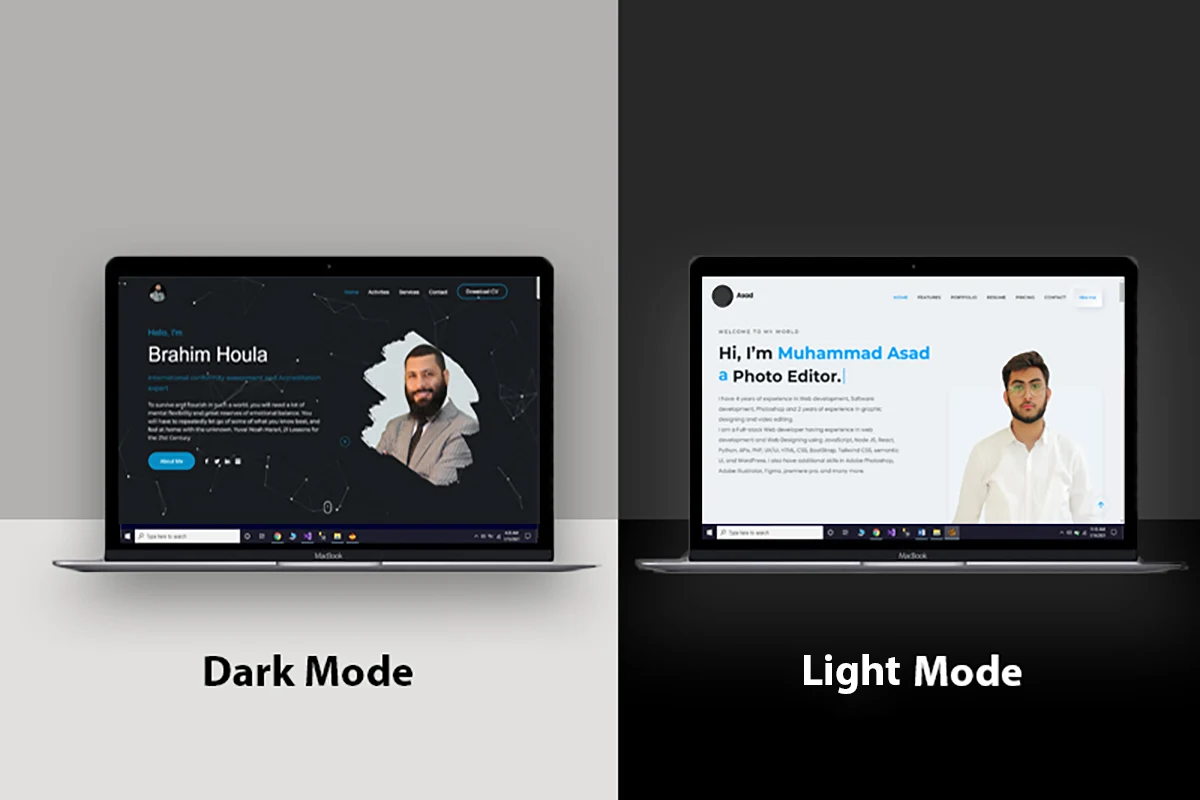 Home Activities Services Contact Download CV
Hello, I'm
Brahim Houla
International conformity assessment and Accreditation
expert
To survive and flourish in such a world, you will need a lot of
mental flexibility and great reserves of emotional balance. You
will have to repeatedly let go of some of what you know best, and
feel at home with the unknown. Yuval Noah Harari, 21 Lessons for
the 21st Century
About Me
Type here to search
MacBook
Dark Mode
Asad
HOME FEATURES PORTFOLIO RESUME PRICING CONTACT
WELCOME TO MY WORLD
Hi, I'm Muhammad Asad
a Photo Editor.
I have 4 years of experience in Web development, Software
development, Photoshop and 2 years of experience in graphic
designing and video editing.
I am a Full-stack Web developer having experience in web
development and Web Designing using JavaScript, Node JS, React,
Python, APIs, PHP, UX/UI, HTML, CSS, BootStrap, Tailwind CSS, semantic
UI, and WordPress. I also have additional skills in Adobe Photoshop,
Adobe Illustrator, Figma, premiere pro, and many more.
Type here to search
MacBook
Light Mode